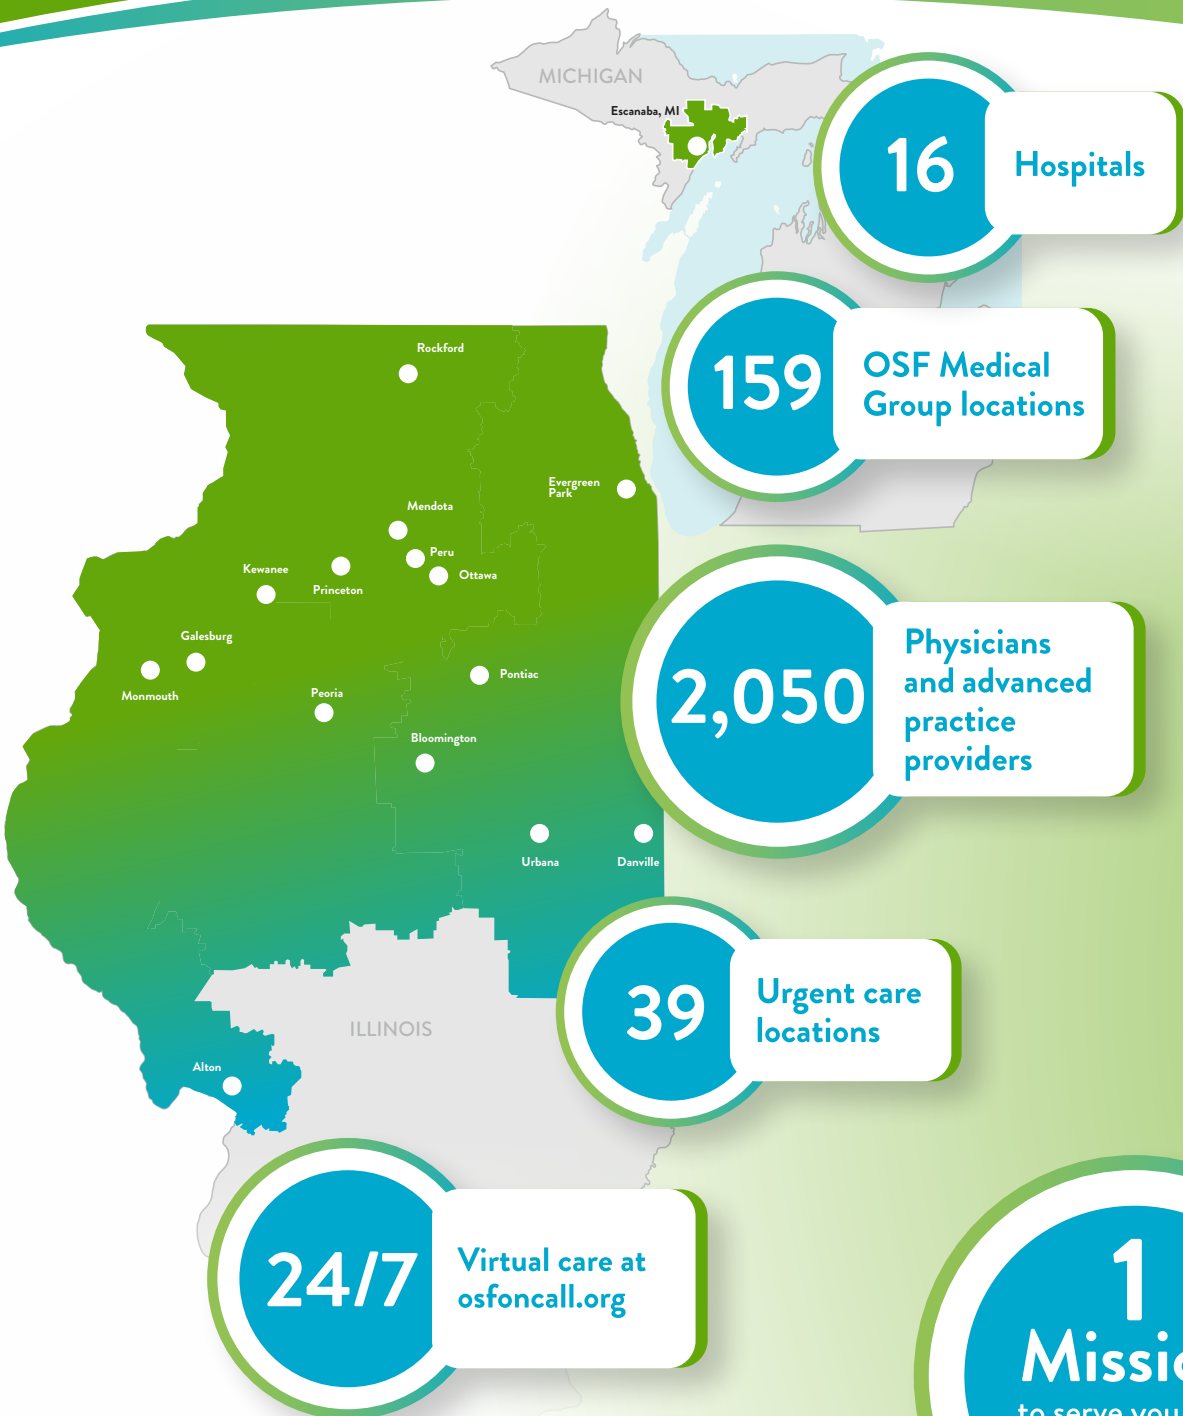 MICHIGAN
Escanaba, MI
16
Hospitals
159
OSF Medical
Group locations
Rockford
Evergreen
Park
Mendota
Peru
Ottawa
Kewanee
Princeton
Galesburg
Monmouth
Pontiac
Peoria
Bloomington
2,050
Physicians
and advanced
practice
providers
Urbana
Danville
39
Urgent care
locations
ILLINOIS
Alton
24/7
Virtual care at
osfoncall.org
1
to serve